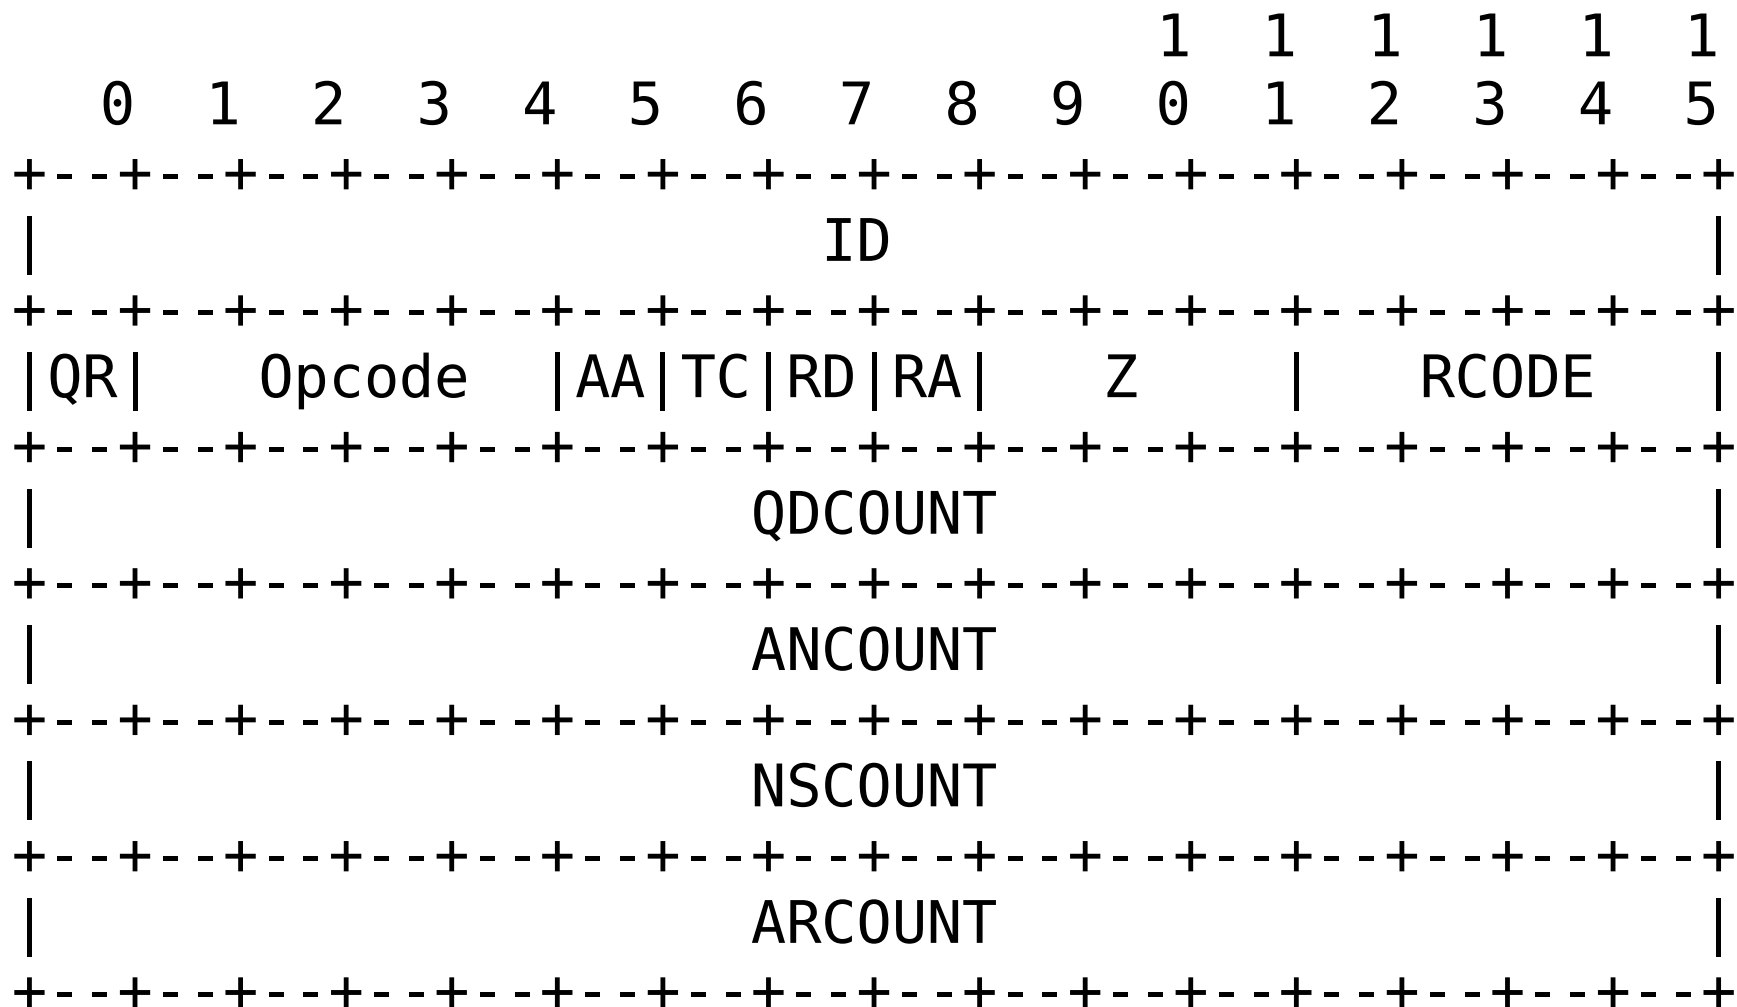 1  1  1  1  1  1
  0  1  2  3  4  5  6  7  8  9  0  1  2  3  4  5
+--+--+--+--+--+--+--+--+--+--+--+--+--+--+--+--+
|                      ID                       |
+--+--+--+--+--+--+--+--+--+--+--+--+--+--+--+--+
|QR|   Opcode  |AA|TC|RD|RA|   Z    |   RCODE   |
+--+--+--+--+--+--+--+--+--+--+--+--+--+--+--+--+
|                    QDCOUNT                    |
+--+--+--+--+--+--+--+--+--+--+--+--+--+--+--+--+
|                    ANCOUNT                    |
+--+--+--+--+--+--+--+--+--+--+--+--+--+--+--+--+
|                    NSCOUNT                    |
+--+--+--+--+--+--+--+--+--+--+--+--+--+--+--+--+
|                    ARCOUNT                    |
+--+--+--+--+--+--+--+--+--+--+--+--+--+--+--+--+